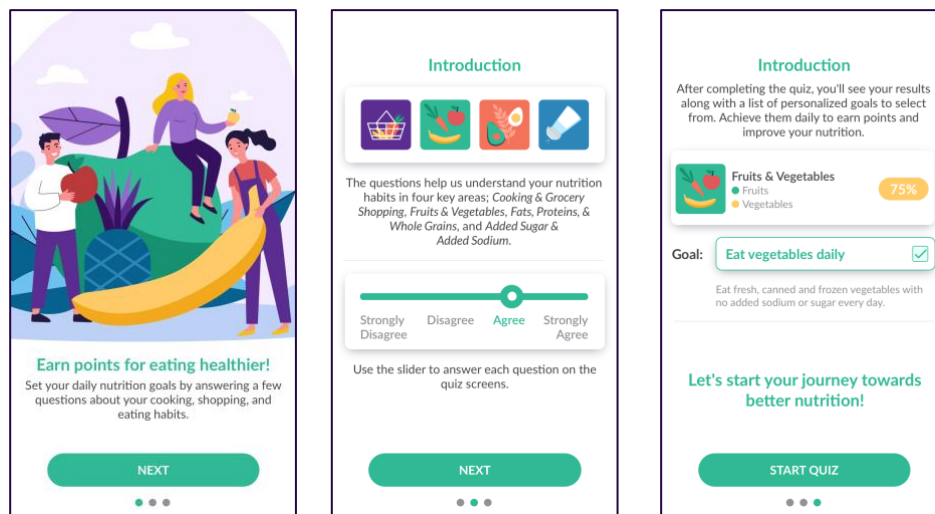 Earn points for eating healthier!
Set your daily nutrition goals by answering a few
questions about your cooking, shopping, and
eating habits.
NEXT
Introduction
The questions help us understand your nutrition
habits in four key areas; Cooking & Grocery
Shopping, Fruits & Vegetables, Fats, Proteins, &
Whole Grains, and Added Sugar &
Added Sodium.
Strongly Disagree
Disagree
Agree
Strongly Agree
Use the slider to answer each question on the
quiz screens.
NEXT
Introduction
After completing the quiz, you'll see your results
along with a list of personalized goals to select
from. Achieve them daily to earn points and
improve your nutrition.
Fruits & Vegetables
Fruits
Vegetables
75%
Goal:
Eat vegetables daily
Eat fresh, canned and frozen vegetables with
no added sodium or sugar every day.
Let's start your journey towards
better nutrition!
START QUIZ